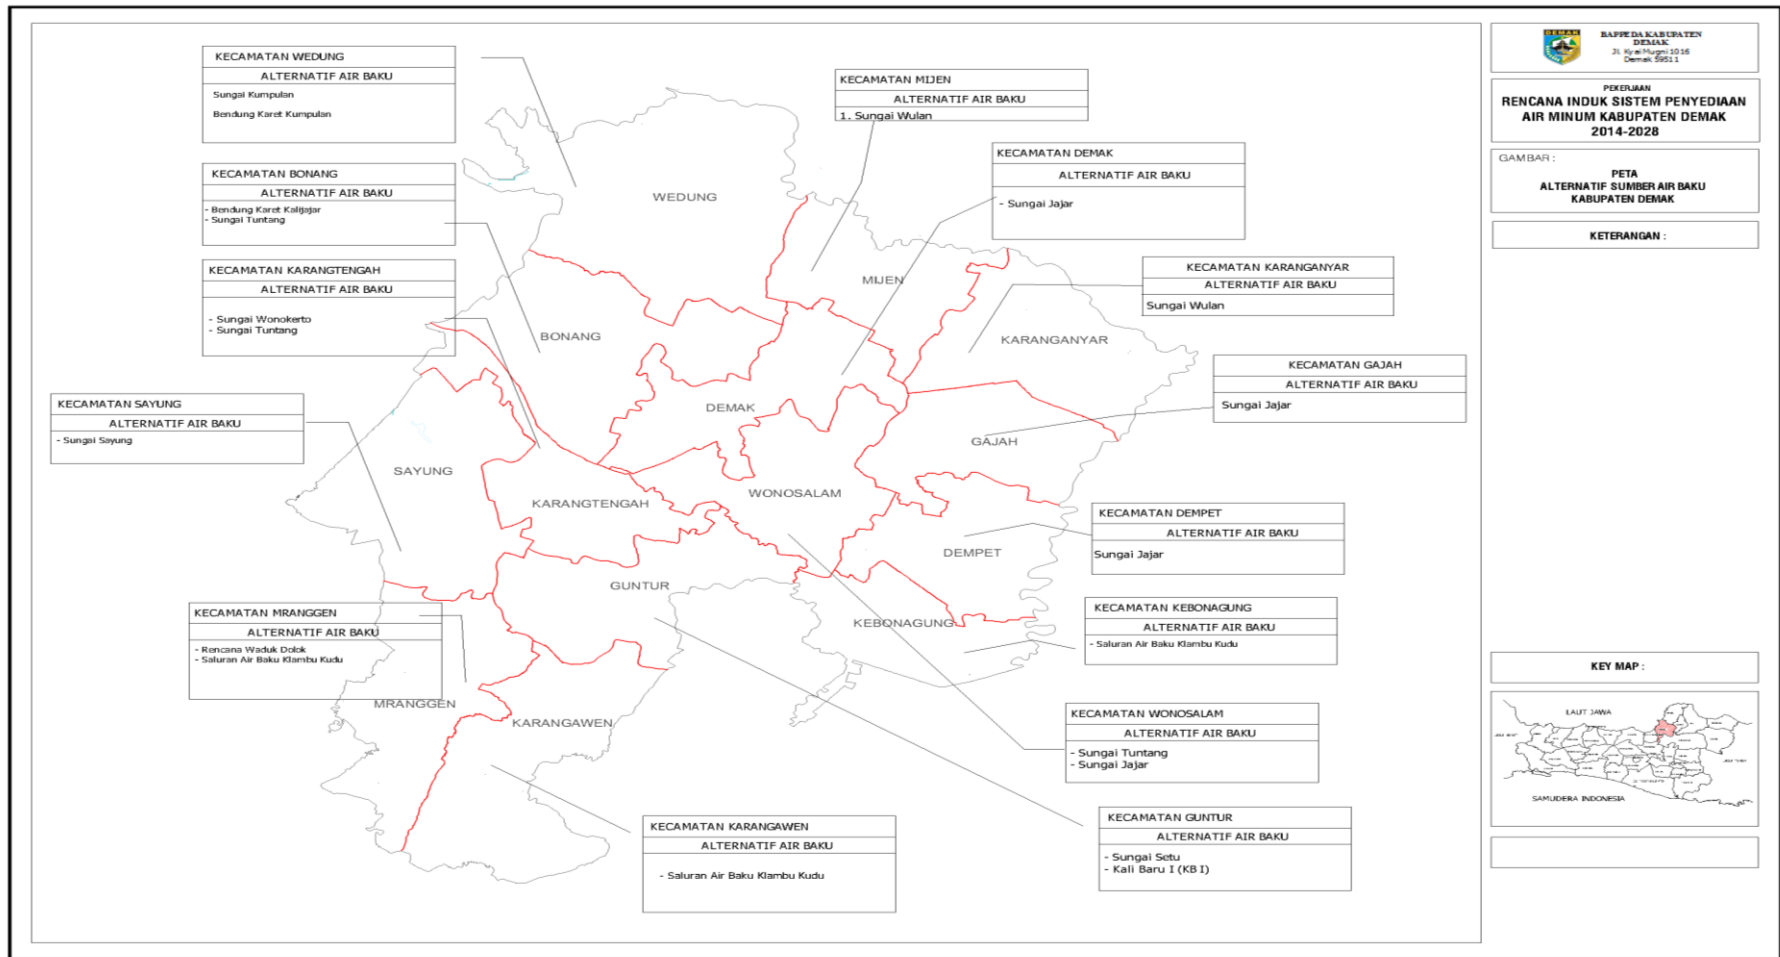 KECAMATAN WEDUNG
ALTERNATIF AIR BAKU
Sungai Kumpulan
Bendung Karet Kumpulan
KECAMATAN BONANG
ALTERNATIF AIR BAKU
- Bendung Karet Kalijajar
- Sungai Tuntang
KECAMATAN KARANGTENGAH
ALTERNATIF AIR BAKU
- Sungai Wonokerto
- Sungai Tuntang
KECAMATAN SAYUNG
ALTERNATIF AIR BAKU
- Sungai Sayung
KECAMATAN MRANGGEN
ALTERNATIF AIR BAKU
- Rencana Waduk Dolok
- Saluran Air Baku Klambu Kudu
KECAMATAN MIJEN
ALTERNATIF AIR BAKU
1. Sungai Wulan
KECAMATAN DEMAK
ALTERNATIF AIR BAKU
- Sungai Jajar
KECAMATAN KARANGANYAR
ALTERNATIF AIR BAKU
Sungai Wulan
KECAMATAN GAJAH
ALTERNATIF AIR BAKU
Sungai Jajar
KECAMATAN DEMPET
ALTERNATIF AIR BAKU
Sungai Jajar
KECAMATAN KEBONAGUNG
ALTERNATIF AIR BAKU
- Saluran Air Baku Klambu Kudu
KECAMATAN WONOSALAM
ALTERNATIF AIR BAKU
- Sungai Tuntang
- Sungai Jajar
KECAMATAN GUNTUR
ALTERNATIF AIR BAKU
- Sungai Setu
- Kali Baru I (KB I)
KECAMATAN KARANGAWEN
ALTERNATIF AIR BAKU
- Saluran Air Baku Klambu Kudu
WEDUNG
MIJEN
BONANG
KARANGANYAR
DEMAK
GAJAH
SAYUNG
KARANGTENGAH
WONOSALAM
DEMPET
GUNTUR
KEBONAGUNG
MRANGGEN
KARANGAWEN
DEMAK
BAPPEDA KABUPATEN
DEMAK
Jl. Kyai Mugni 1016
Demak 59511
PEKERJAAN
RENCANA INDUK SISTEM PENYEDIAAN
AIR MINUM KABUPATEN DEMAK
2014-2028
GAMBAR :
PETA
ALTERNATIF SUMBER AIR BAKU
KABUPATEN DEMAK
KETERANGAN :
KEY MAP :
LAUT JAWA
SAMUDERA INDONESIA